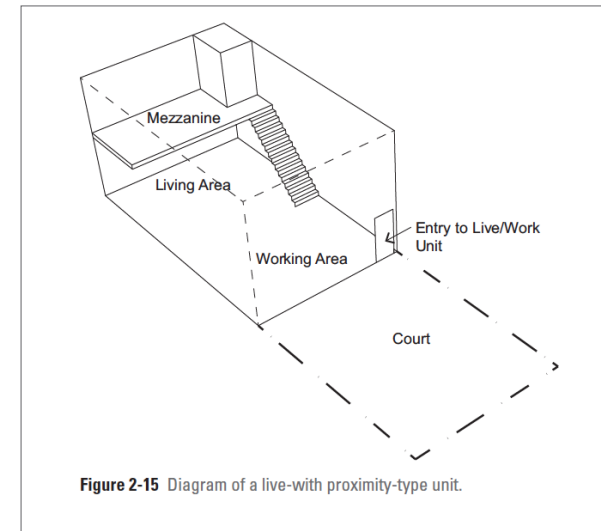 Mezzanine
Living Area
Entry to Live/Work
Unit
Working Area
Court
Figure 2-15 Diagram of a live-with proximity-type unit.